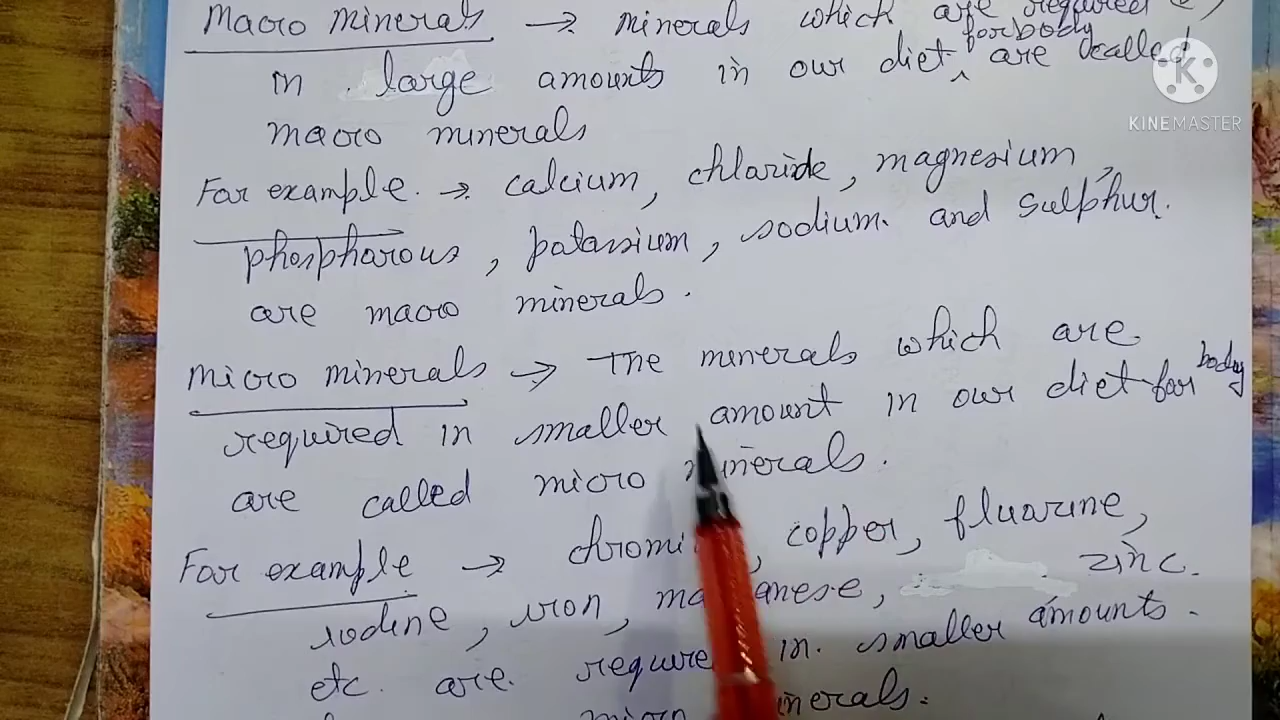 Macro minerals → minerals which are required
for body
in large amounts in our diet ^ are called
macro minerals
For example → calcium, chloride, magnesium,
phospharous, potassium, sodium and sulphur.
are macro minerals.
Micro minerals → The minerals which are
required in smaller amount in our diet for body
are called micro minerals.
For example → copper, fluorine,
iodine, iron, zinc.
etc. are in smaller amounts.
micro
KINEMASTER